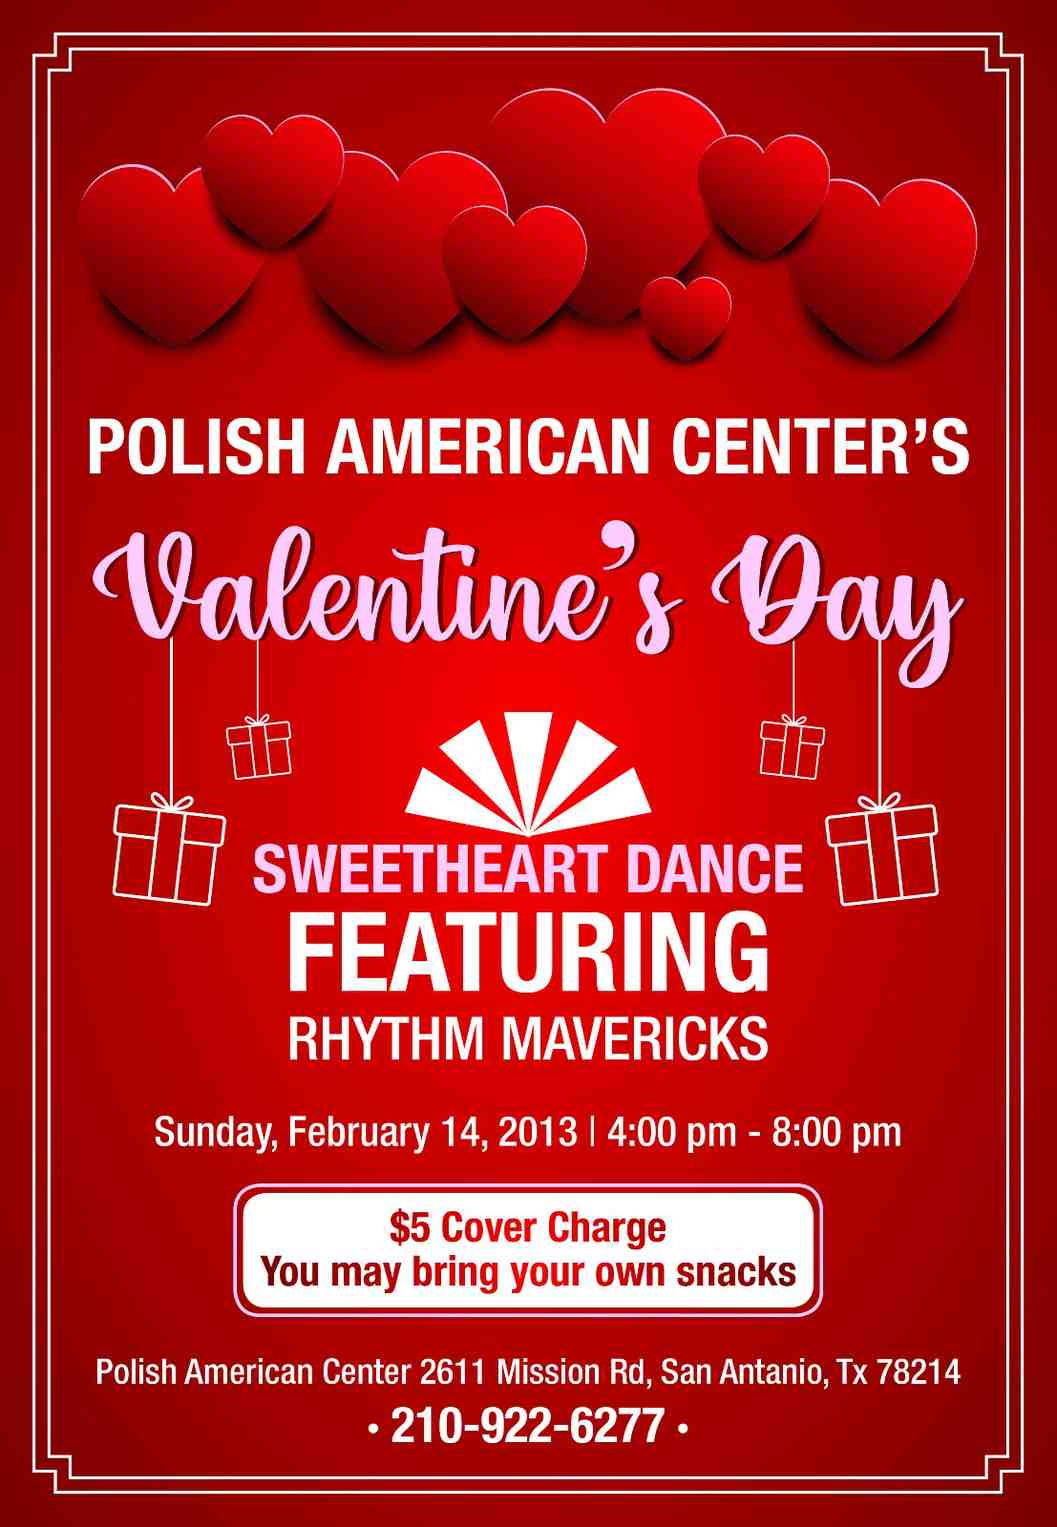 POLISH AMERICAN CENTER’S
Valentine’s Day
SWEETHEART DANCE
FEATURING
RHYTHM MAVERICKS
Sunday, February 14, 2013 | 4:00 pm - 8:00 pm
$5 Cover Charge
You may bring your own snacks
Polish American Center 2611 Mission Rd, San Antanio, Tx 78214
• 210-922-6277 •